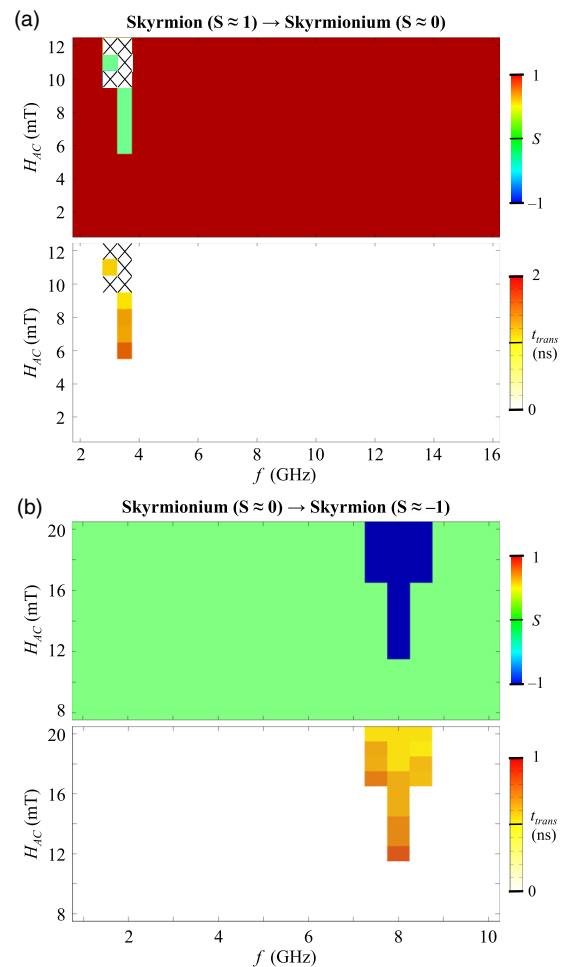 (a)
Skyrmion (S ≈ 1) → Skyrmionium (S ≈ 0)
12
10
8
6
4
2
H_AC (mT)
1
S
–1
12
10
8
6
4
2
H_AC (mT)
2
t_trans
(ns)
0
2 4 6 8 10 12 14 16
f (GHz)
(b)
Skyrmionium (S ≈ 0) → Skyrmion (S ≈ –1)
20
16
12
8
H_AC (mT)
1
S
–1
20
16
12
8
H_AC (mT)
1
t_trans
(ns)
0
2 4 6 8 10
f (GHz)